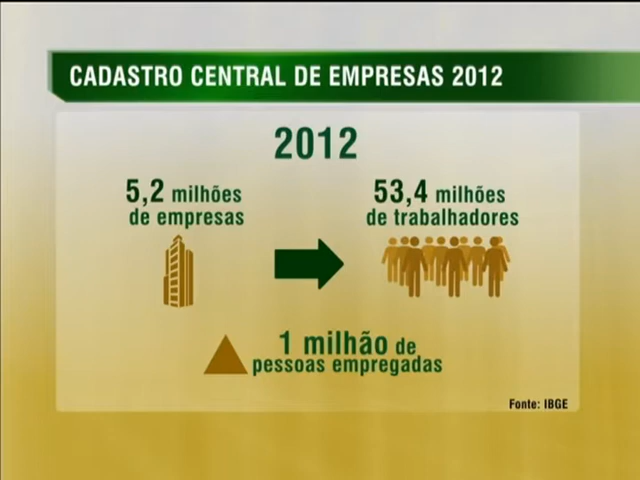 CADASTRO CENTRAL DE EMPRESAS 2012
2012
5,2 milhões
de empresas
53,4 milhões
de trabalhadores
1 milhão de
pessoas empregadas
Fonte: IBGE